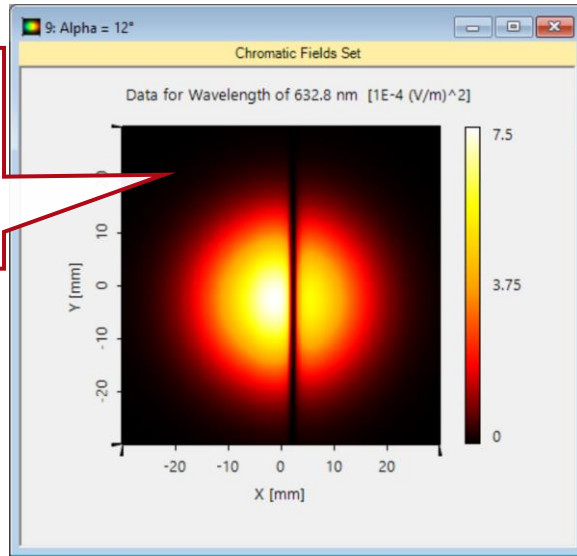 9: Alpha = 12°
Chromatic Fields Set
Data for Wavelength of 632.8 nm [1E-4 (V/m)^2]
7.5
3.75
0
Y [mm]
10
0
-10
-20
-20 -10 0 10 20
X [mm]